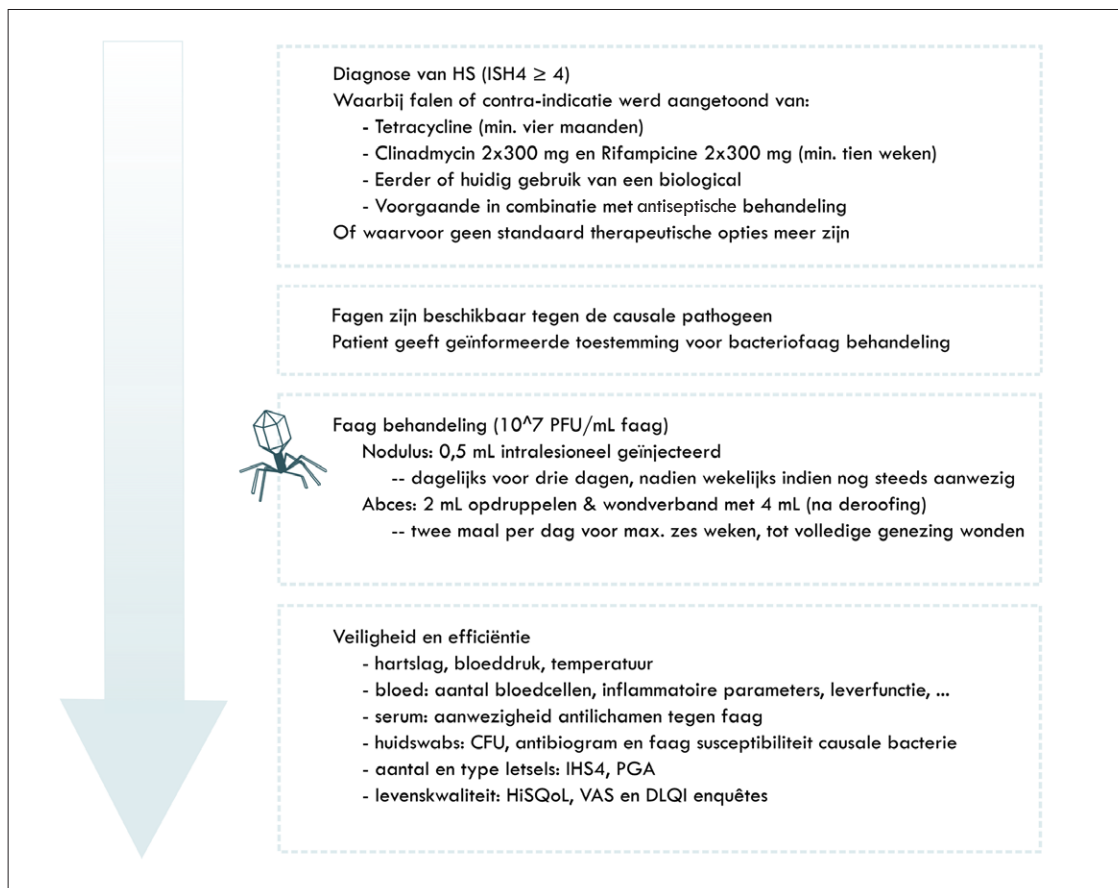 Diagnose van HS (ISH4 ≥ 4)
Waarbij falen of contra-indicatie werd aangetoond van:
- Tetracycline (min. vier maanden)
- Clinadmycin 2x300 mg en Rifampicine 2x300 mg (min. tien weken)
- Eerder of huidig gebruik van een biological
- Voorgaande in combinatie met antiseptische behandeling
Of waarvoor geen standaard therapeutische opties meer zijn
Fagen zijn beschikbaar tegen de causale pathogeen
Patient geeft geïnformeerde toestemming voor bacteriofaag behandeling
Faag behandeling (10^7 PFU/mL faag)
Nodulus: 0,5 mL intralesioneel geïnjecteerd
-- dagelijks voor drie dagen, nadien wekelijks indien nog steeds aanwezig
Abces: 2 mL opdruppelen & wondverband met 4 mL (na deroofing)
-- twee maal per dag voor max. zes weken, tot volledige genezing wonden
Veiligheid en efficiëntie
- hartslag, bloeddruk, temperatuur
- bloed: aantal bloedcellen, inflammatoire parameters, leverfunctie, ...
- serum: aanwezigheid antilichamen tegen faag
- huidswabs: CFU, antibiogram en faag susceptibiliteit causale bacterie
- aantal en type letsels: IHS4, PGA
- levenskwaliteit: HiSQoL, VAS en DLQI enquêtes